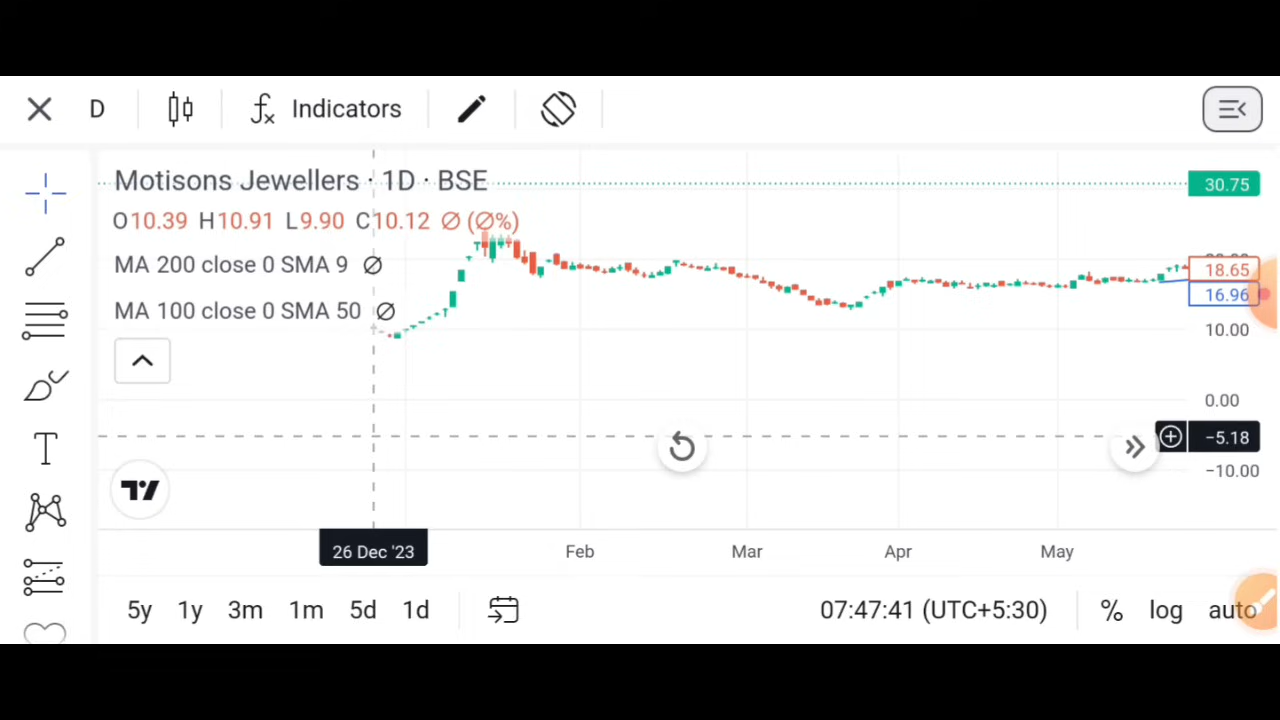 D
Indicators
Motisons Jewellers · 1D · BSE
30.75
O10.39 H10.91 L9.90 C10.12 ∅ (∅%)
MA 200 close 0 SMA 9 ∅
18.65
16.96
MA 100 close 0 SMA 50 ∅
10.00
0.00
−5.18
−10.00
26 Dec '23
Feb
Mar
Apr
May
5y 1y 3m 1m 5d 1d
07:47:41 (UTC+5:30)
% log auto